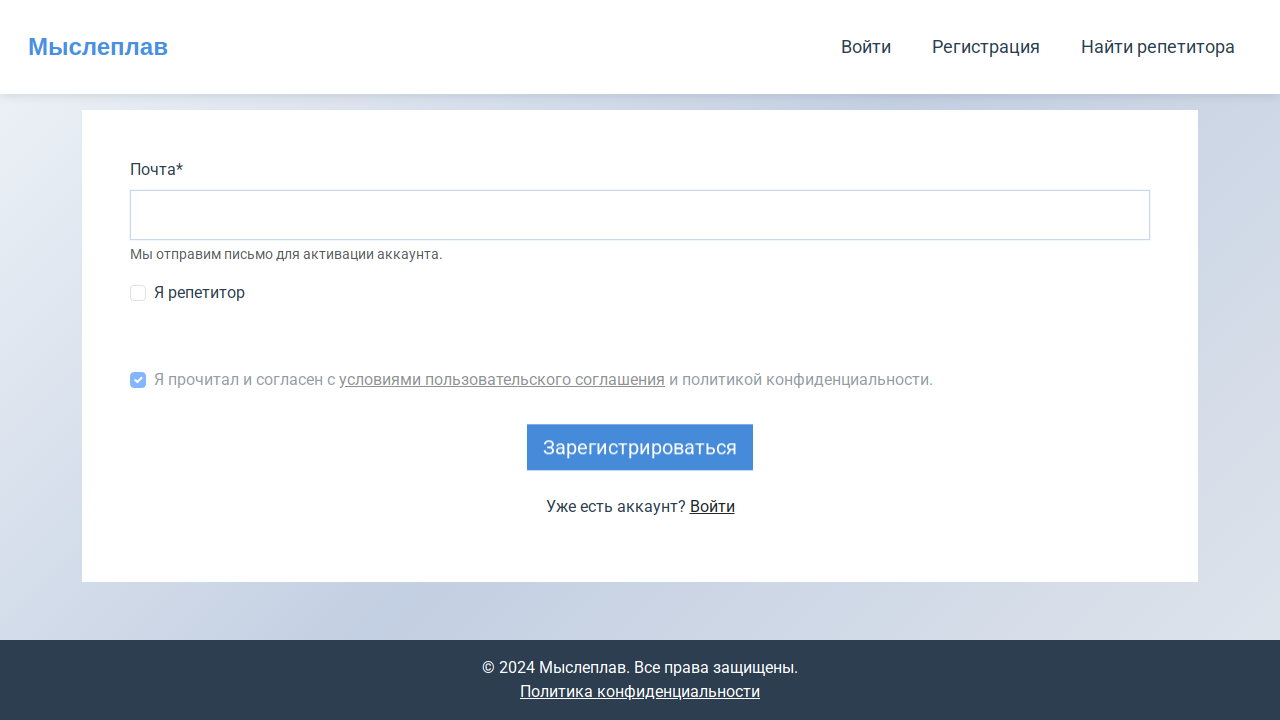 Мыслеплав
Войти
Регистрация
Найти репетитора
Почта*
Мы отправим письмо для активации аккаунта.
Я репетитор
Я прочитал и согласен с условиями пользовательского соглашения и политикой конфиденциальности.
Зарегистрироваться
Уже есть аккаунт? Войти
© 2024 Мыслеплав. Все права защищены.
Политика конфиденциальности